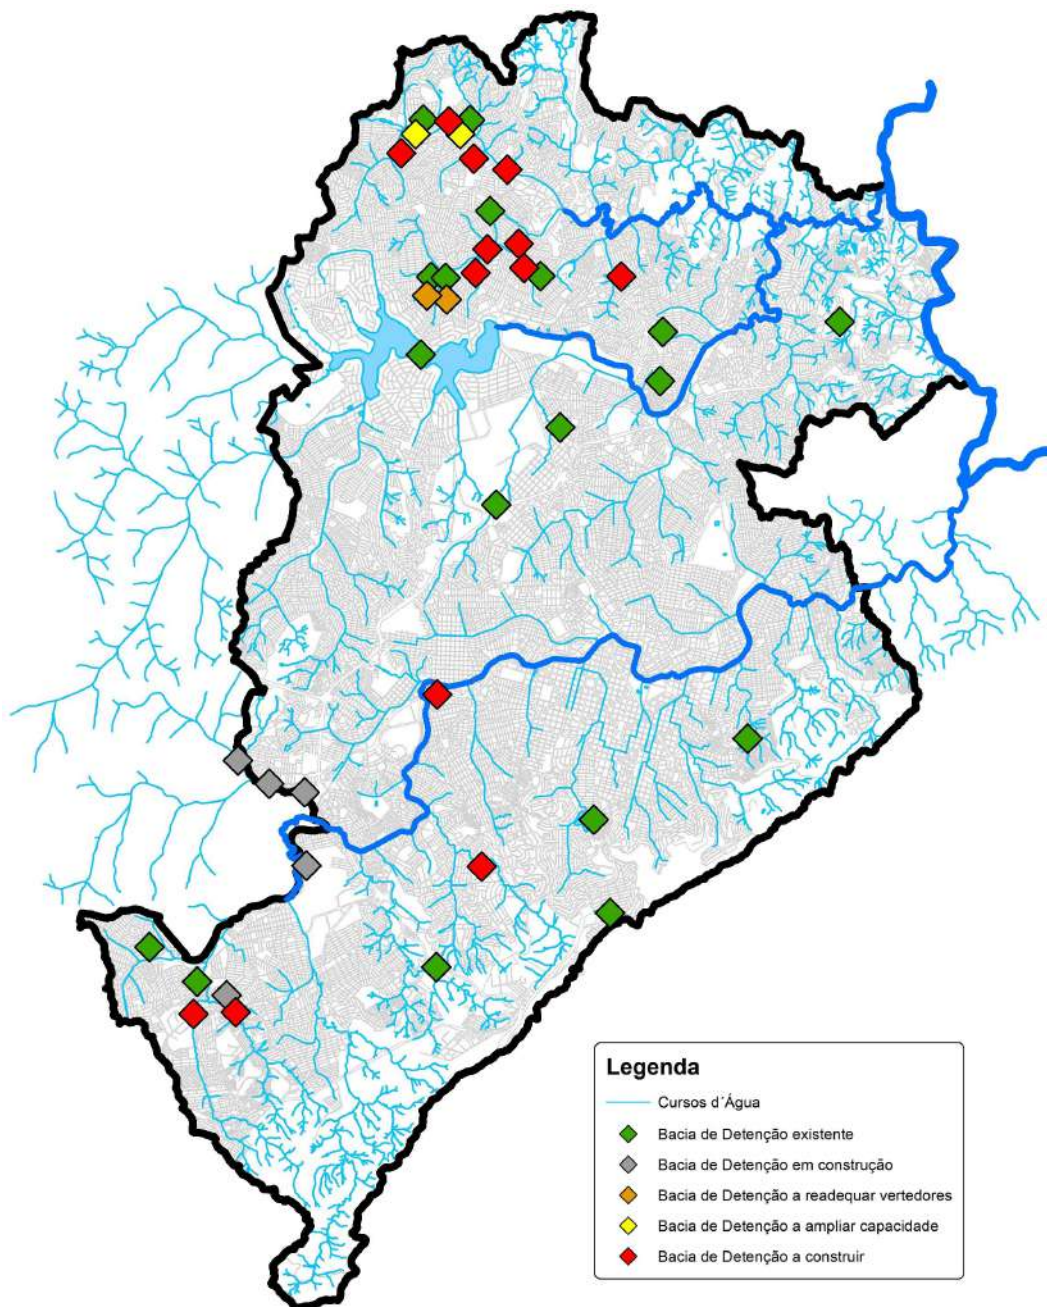 Legenda
Cursos d´Água
Bacia de Detenção existente
Bacia de Detenção em construção
Bacia de Detenção a readequar vertedores
Bacia de Detenção a ampliar capacidade
Bacia de Detenção a construir